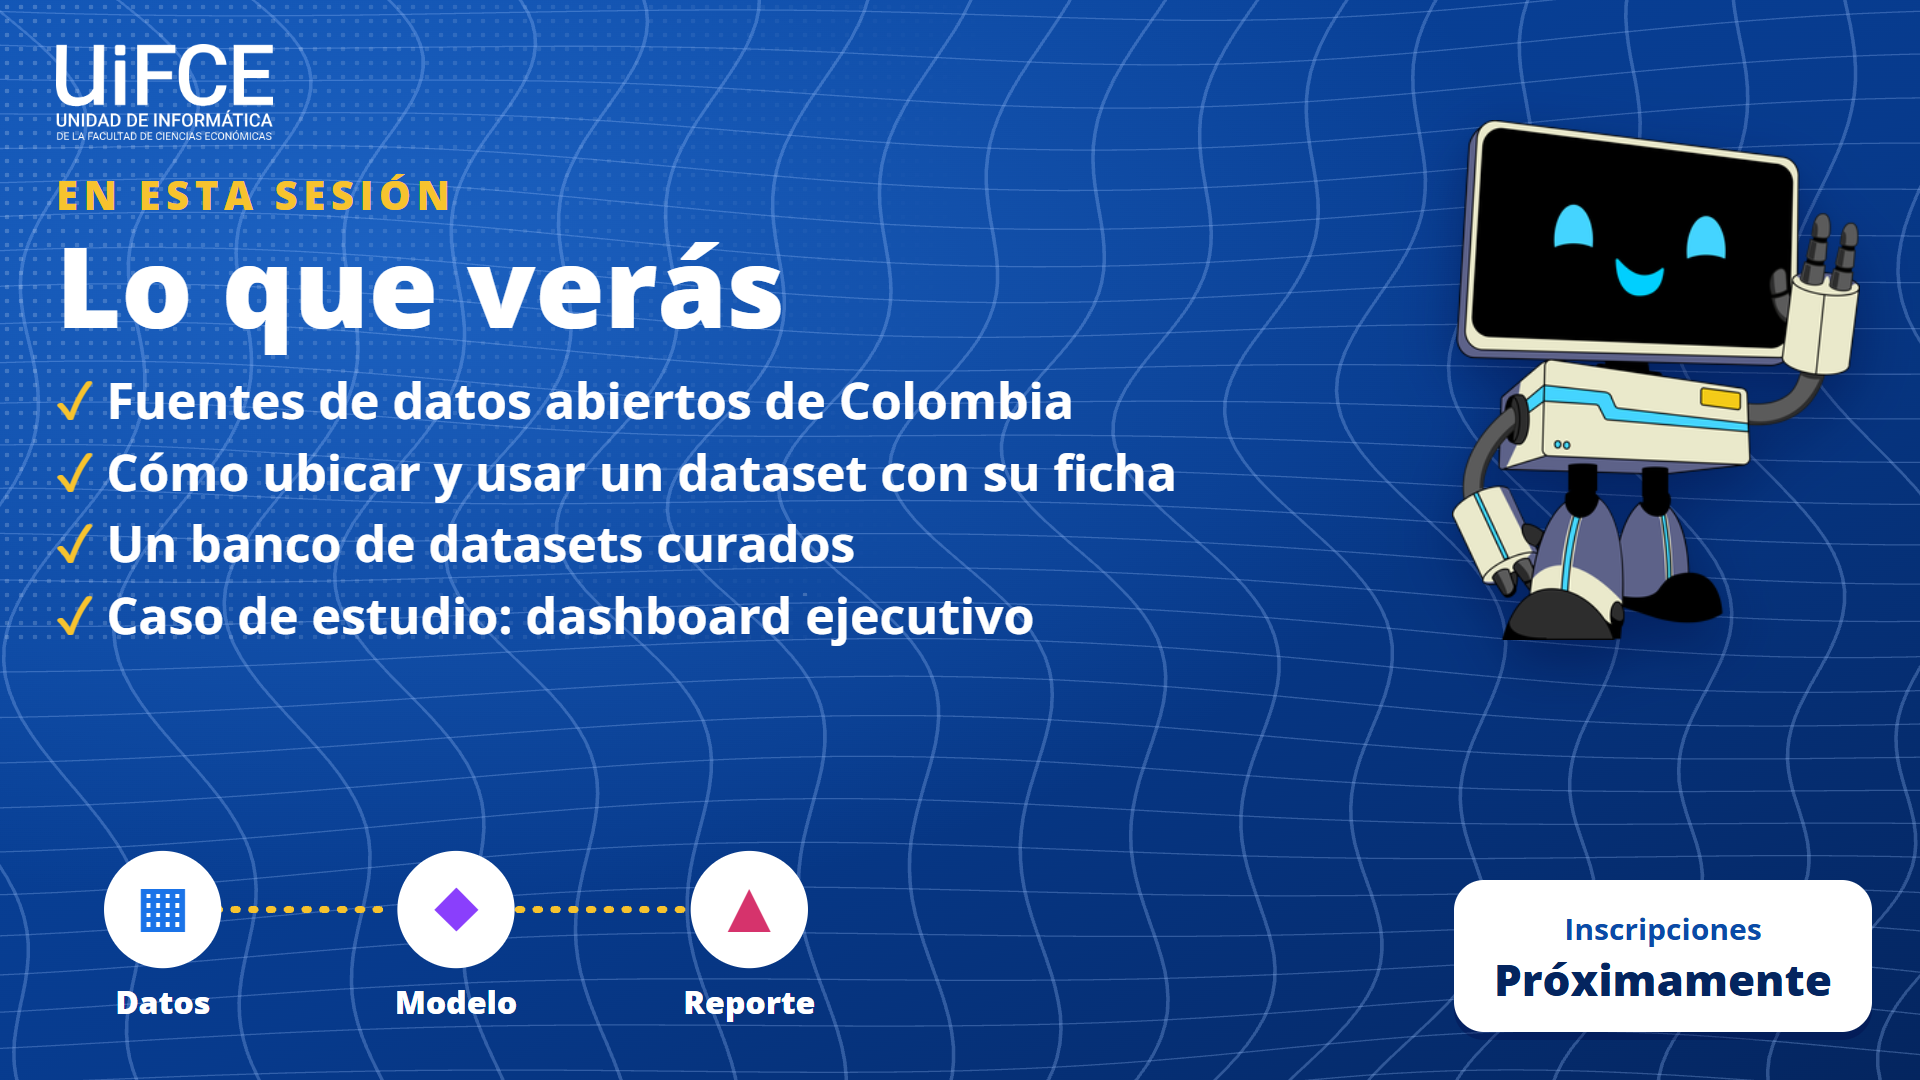 UiFCE
UNIDAD DE INFORMÁTICA
DE LA FACULTAD DE CIENCIAS ECONÓMICAS
EN ESTA SESIÓN
Lo que verás
✓ Fuentes de datos abiertos de Colombia
✓ Cómo ubicar y usar un dataset con su ficha
✓ Un banco de datasets curados
✓ Caso de estudio: dashboard ejecutivo
Datos
Modelo
Reporte
Inscripciones
Próximamente